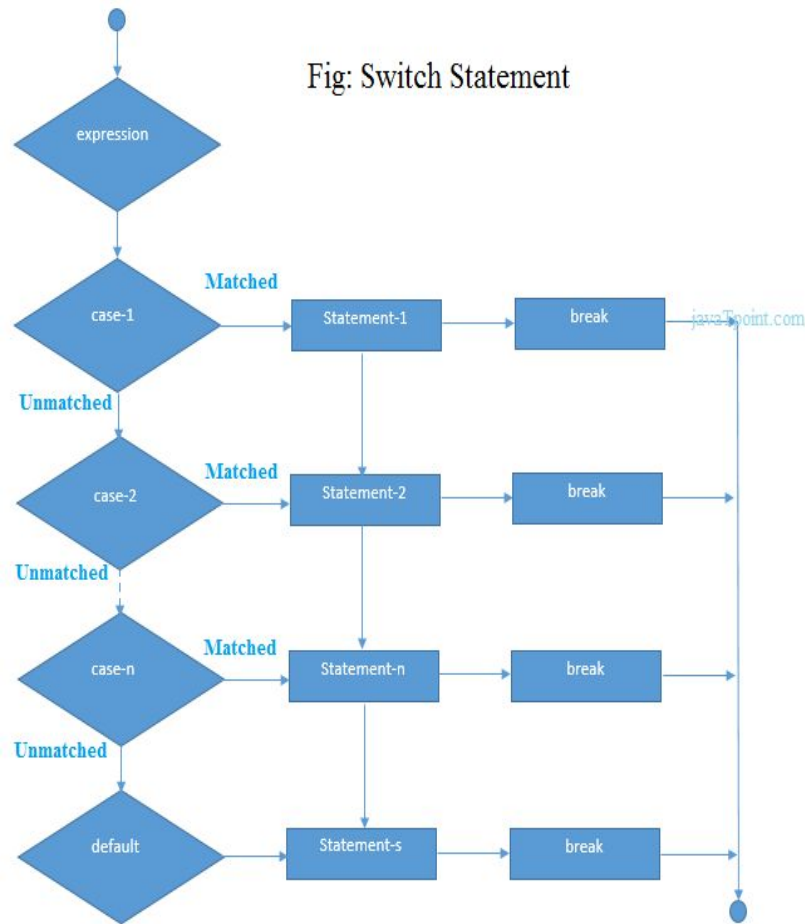 Fig: Switch Statement
expression
Matched
case-1
Statement-1
break
javaTpoint.com
Unmatched
Matched
case-2
Statement-2
break
Unmatched
Matched
case-n
Statement-n
break
Unmatched
default
Statement-s
break